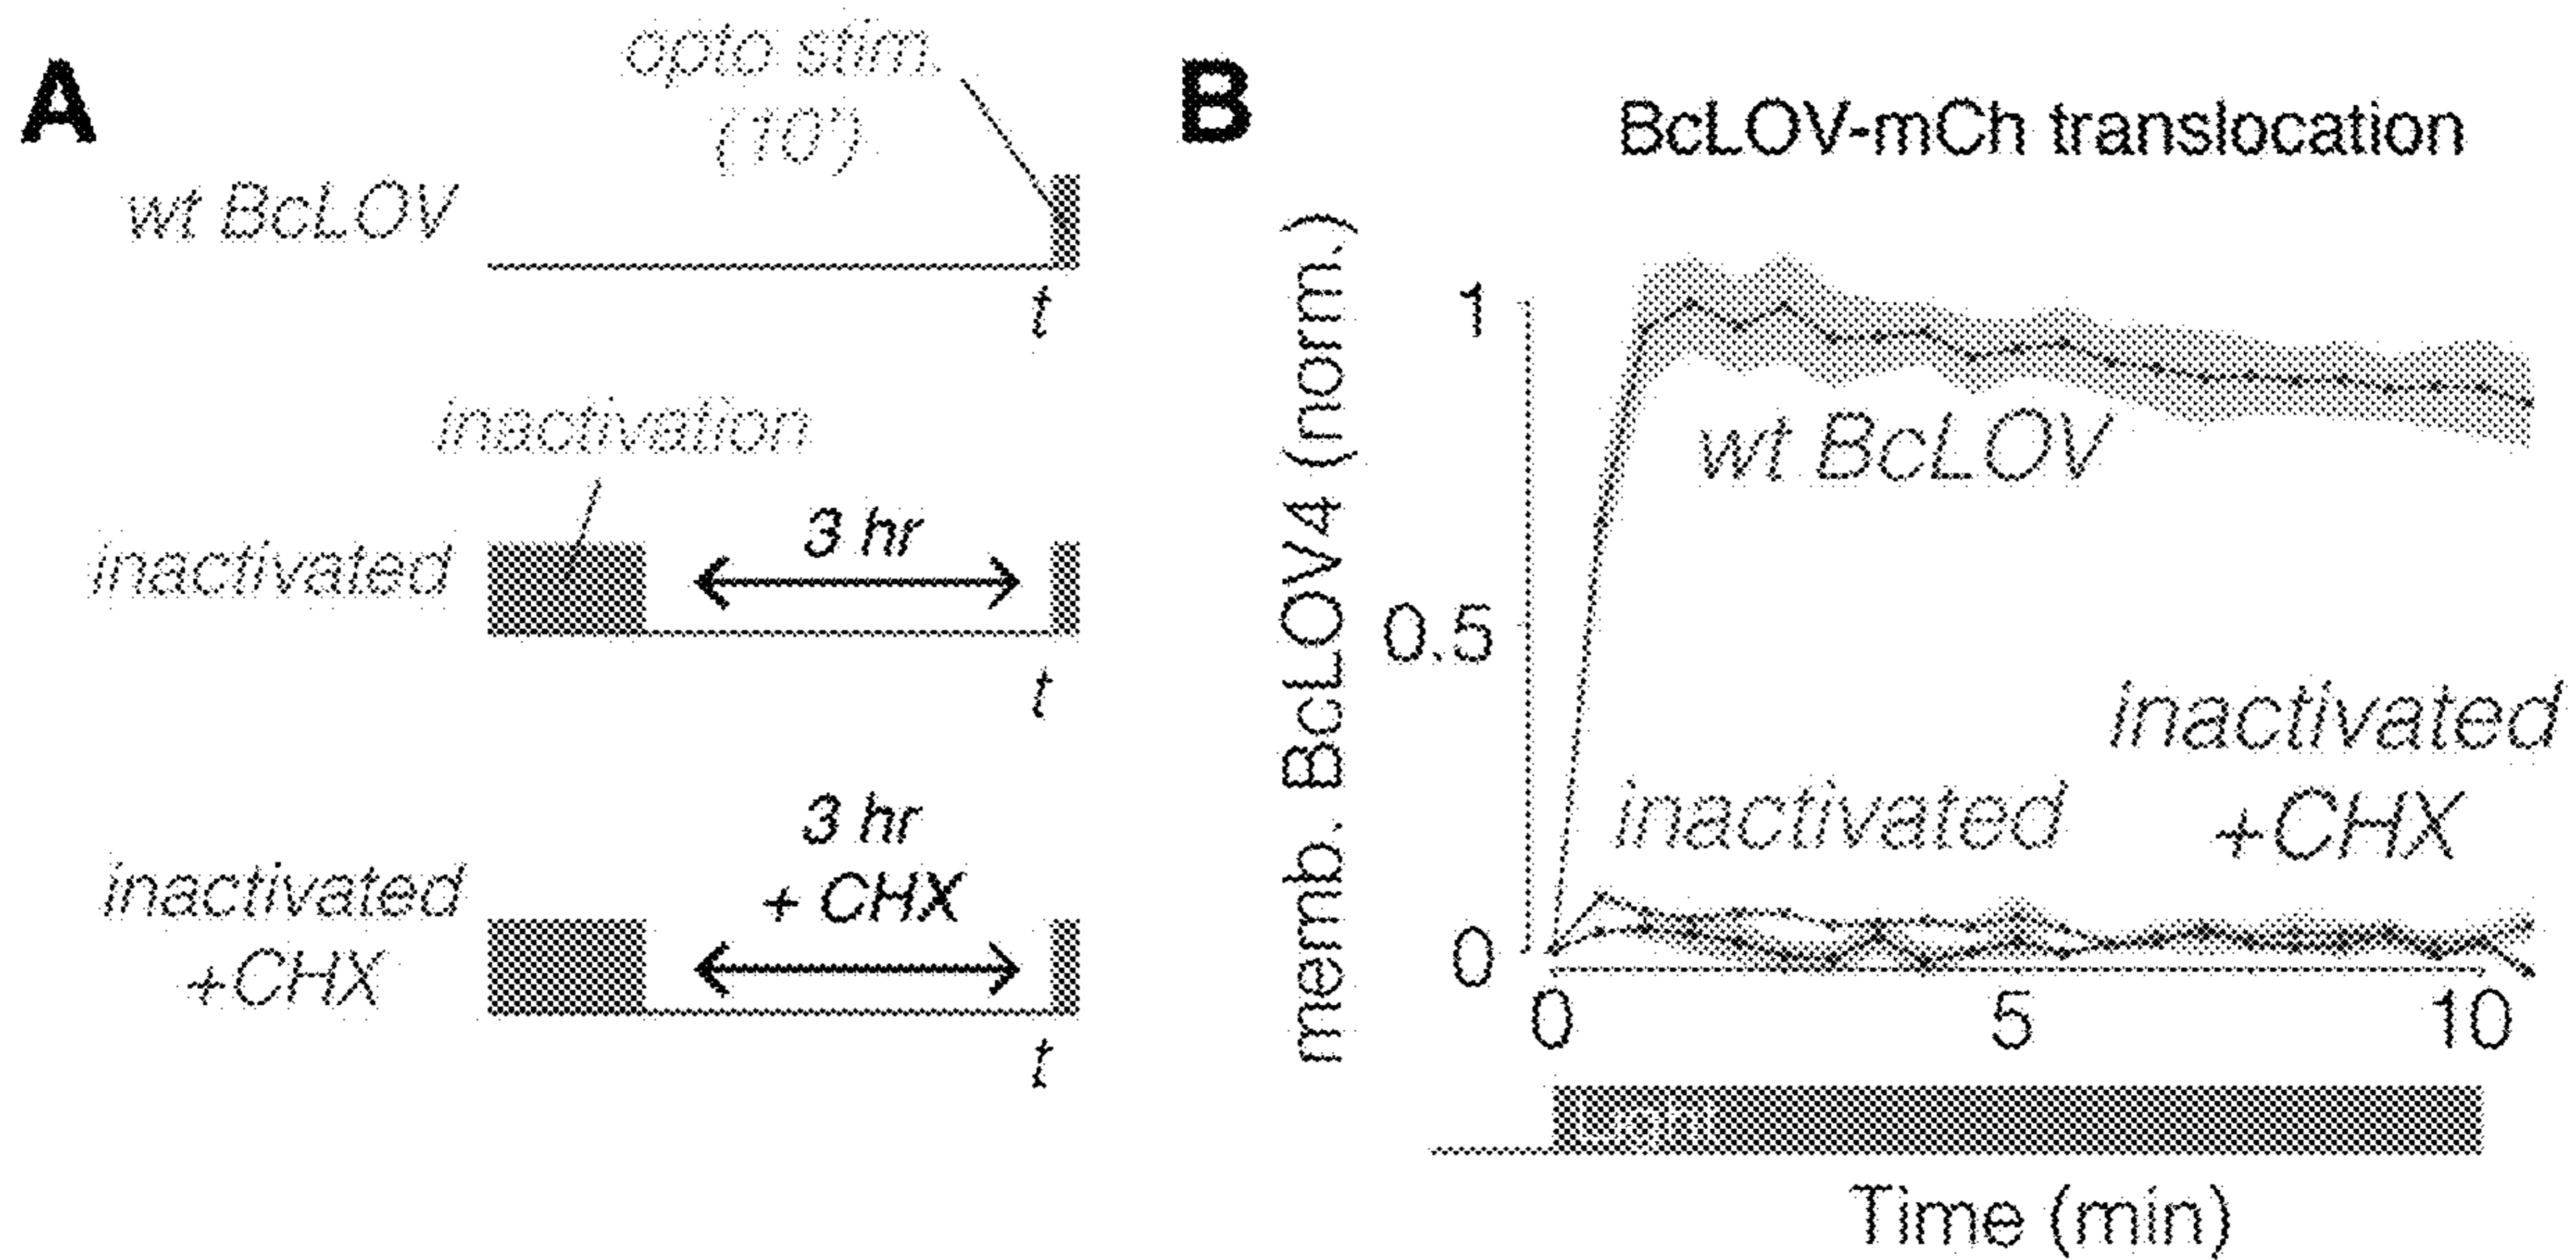 A
opto stim.
(10')
wt BcLOV
t
inactivation
inactivated
3 hr
t
inactivated
+CHX
3 hr
+ CHX
t
B
BcLOV-mCh translocation
memb. BcLOV4 (norm.)
1
0.5
0
wt BcLOV
inactivated
inactivated
+CHX
0
5
10
Light
Time (min)